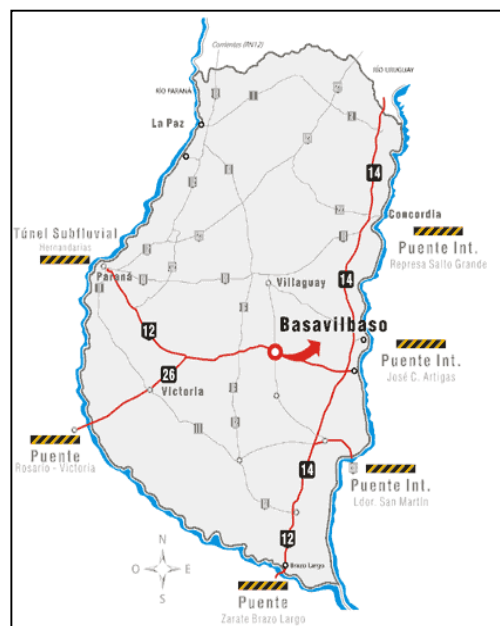 Corrientes (RN12)
RÍO URUGUAY
RÍO PARANÁ
La Paz
14
Concordia
Túnel Subfluvial
Hernandarias
Puente Int.
Represa Salto Grande
Paraná
Villaguay
14
Basavilbaso
12
Puente Int.
José C. Artigas
26
Victoria
Puente
Rosario - Victoria
14
Puente Int.
Ldor. San Martín
12
N
O
E
S
Brazo Largo
Puente
Zarate Brazo Largo